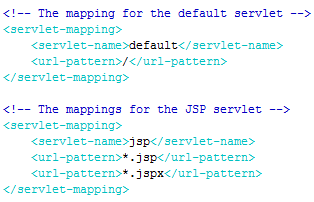 <!-- The mapping for the default servlet -->
<servlet-mapping>
    <servlet-name>default</servlet-name>
    <url-pattern>/</url-pattern>
</servlet-mapping>

<!-- The mappings for the JSP servlet -->
<servlet-mapping>
    <servlet-name>jsp</servlet-name>
    <url-pattern>*.jsp</url-pattern>
    <url-pattern>*.jspx</url-pattern>
</servlet-mapping>